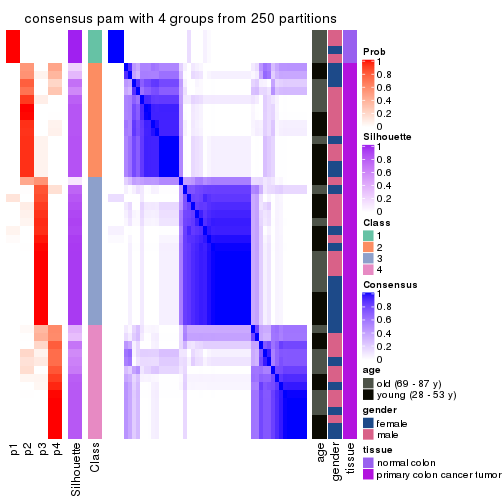 consensus pam with 4 groups from 250 partitions
Prob
1
0.8
0.6
0.4
0.2
0
Silhouette
1
0.8
0.6
0.4
0.2
0
Class
1
2
3
4
Consensus
1
0.8
0.6
0.4
0.2
0
age
old (69 - 87 y)
young (28 - 53 y)
gender
female
male
tissue
normal colon
primary colon cancer tumor
p1
p2
p3
p4
Silhouette
Class
age
gender
tissue